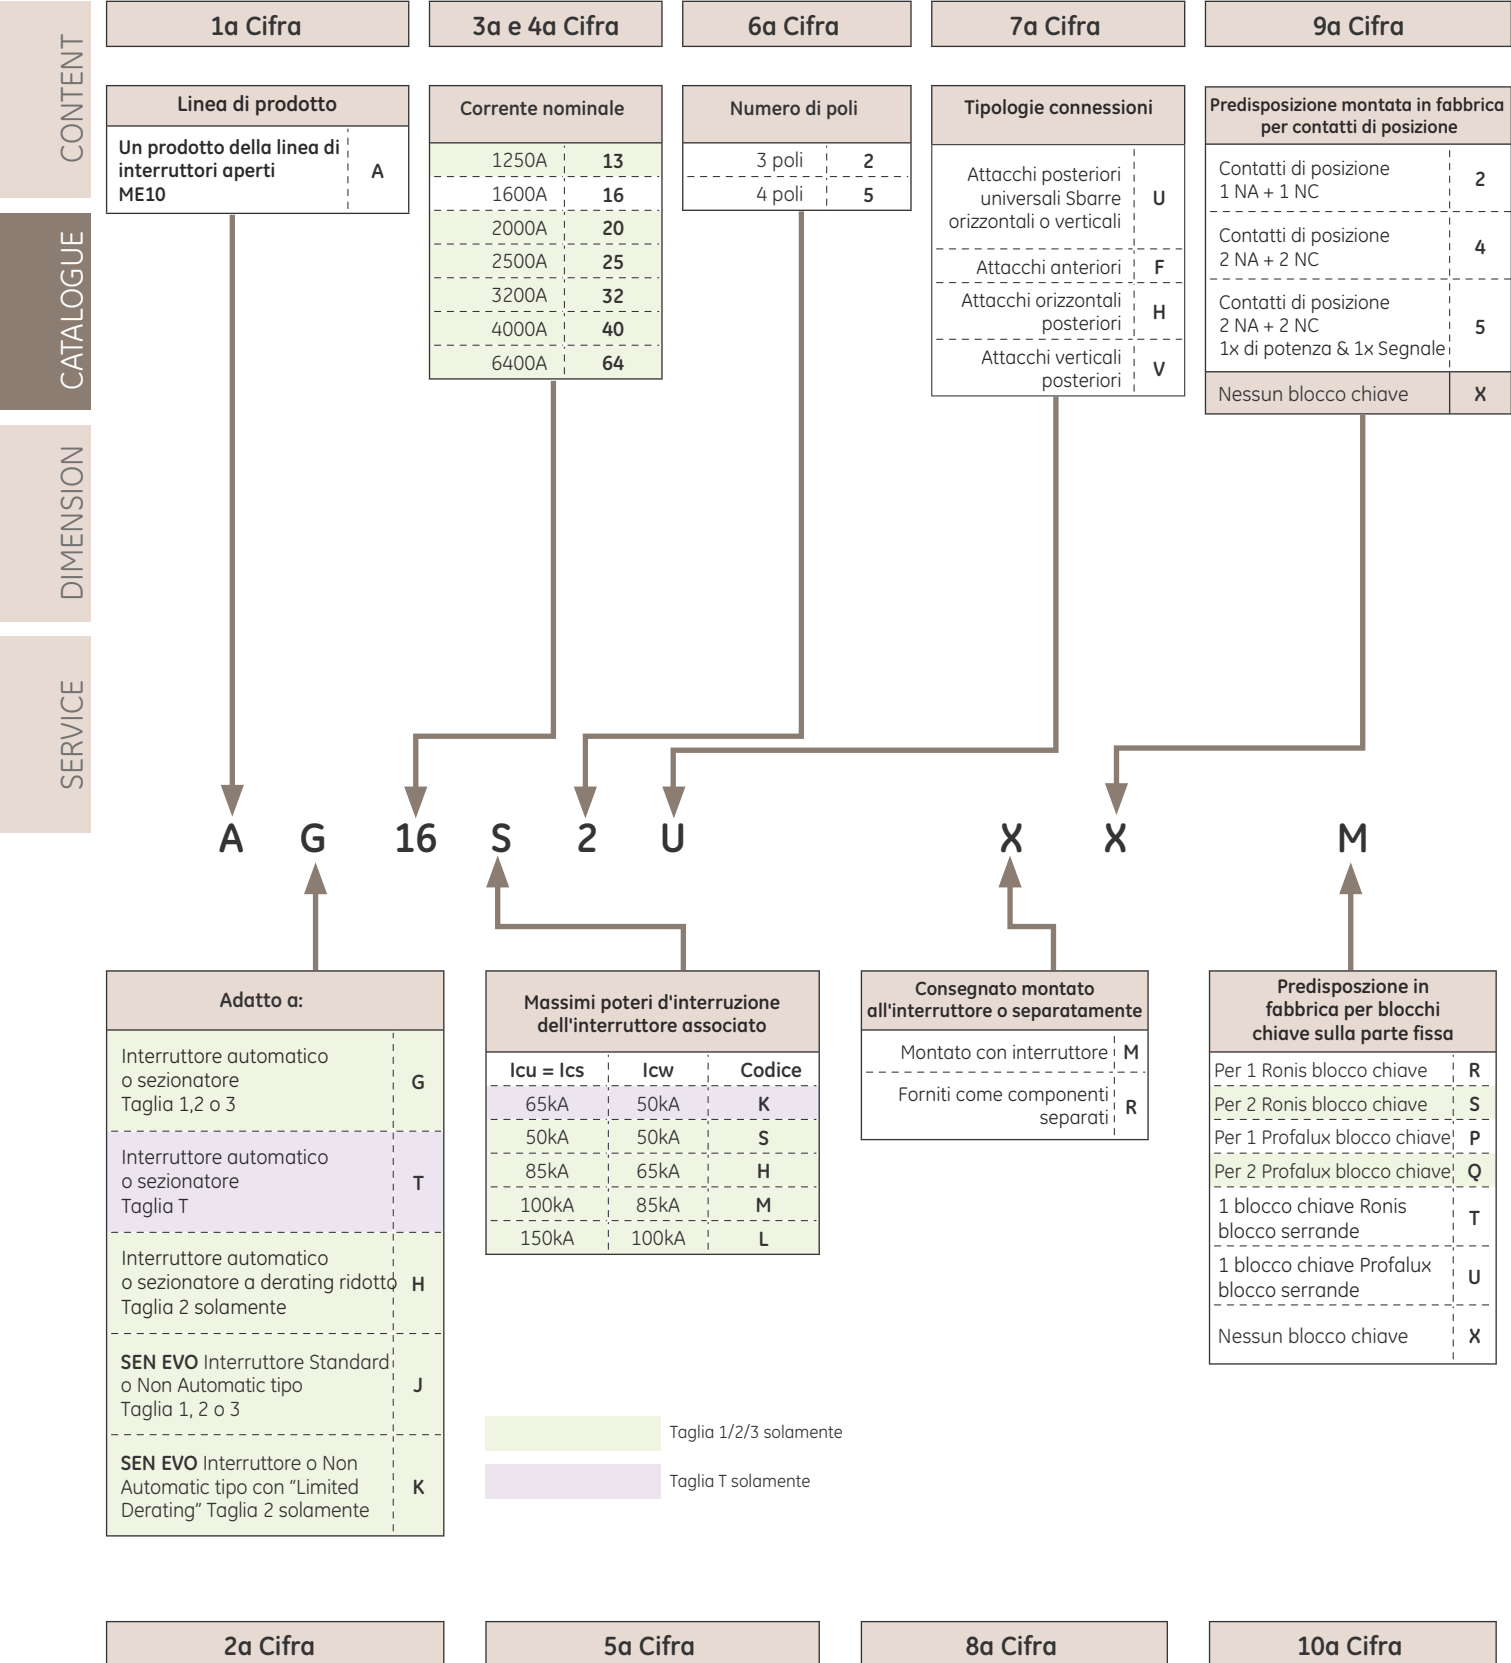 CONTENT
CATALOGUE
DIMENSION
SERVICE
1a Cifra
3a e 4a Cifra
6a Cifra
7a Cifra
9a Cifra
Linea di prodotto
Un prodotto della linea di
interruttori aperti
ME10
A
Corrente nominale
1250A 13
1600A 16
2000A 20
2500A 25
3200A 32
4000A 40
6400A 64
Numero di poli
3 poli 2
4 poli 5
Tipologie connessioni
Attacchi posteriori
universali Sbarre
orizzontali o verticali
U
Attacchi anteriori F
Attacchi orizzontali
posteriori
H
Attacchi verticali
posteriori
V
Predisposizione montata in fabbrica
per contatti di posizione
Contatti di posizione
1 NA + 1 NC
2
Contatti di posizione
2 NA + 2 NC
4
Contatti di posizione
2 NA + 2 NC
1x di potenza & 1x Segnale
5
Nessun blocco chiave X
A G 16 S 2 U X X M
Adatto a:
Interruttore automatico
o sezionatore
Taglia 1,2 o 3
G
Interruttore automatico
o sezionatore
Taglia T
T
Interruttore automatico
o sezionatore a derating ridotto
Taglia 2 solamente
H
SEN EVO Interruttore Standard
o Non Automatic tipo
Taglia 1, 2 o 3
J
SEN EVO Interruttore o Non
Automatic tipo con “Limited
Derating” Taglia 2 solamente
K
Massimi poteri d'interruzione
dell'interruttore associato
Icu = Ics Icw Codice
65kA 50kA K
50kA 50kA S
85kA 65kA H
100kA 85kA M
150kA 100kA L
Taglia 1/2/3 solamente
Taglia T solamente
Consegnato montato
all'interruttore o separatamente
Montato con interruttore M
Forniti come componenti
separati
R
Predisposzione in
fabbrica per blocchi
chiave sulla parte fissa
Per 1 Ronis blocco chiave R
Per 2 Ronis blocco chiave S
Per 1 Profalux blocco chiave P
Per 2 Profalux blocco chiave Q
1 blocco chiave Ronis
blocco serrande
T
1 blocco chiave Profalux
blocco serrande
U
Nessun blocco chiave X
2a Cifra
5a Cifra
8a Cifra
10a Cifra